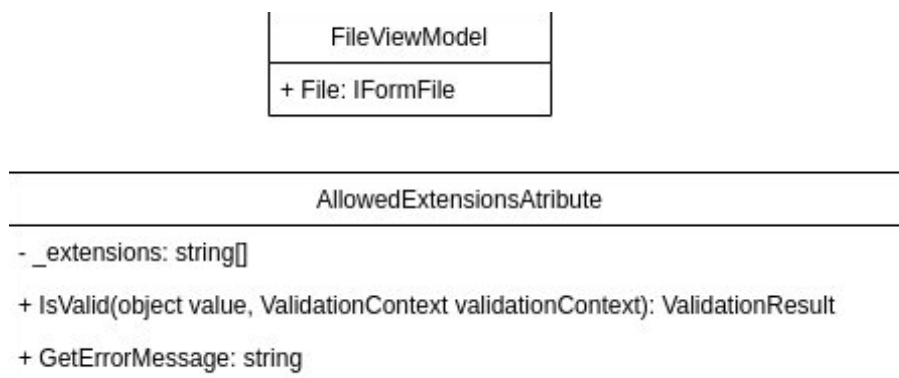 FileViewModel
+ File: IFormFile
AllowedExtensionsAtribute
- _extensions: string[]
+ IsValid(object value, ValidationContext validationContext): ValidationResult
+ GetErrorMessage: string